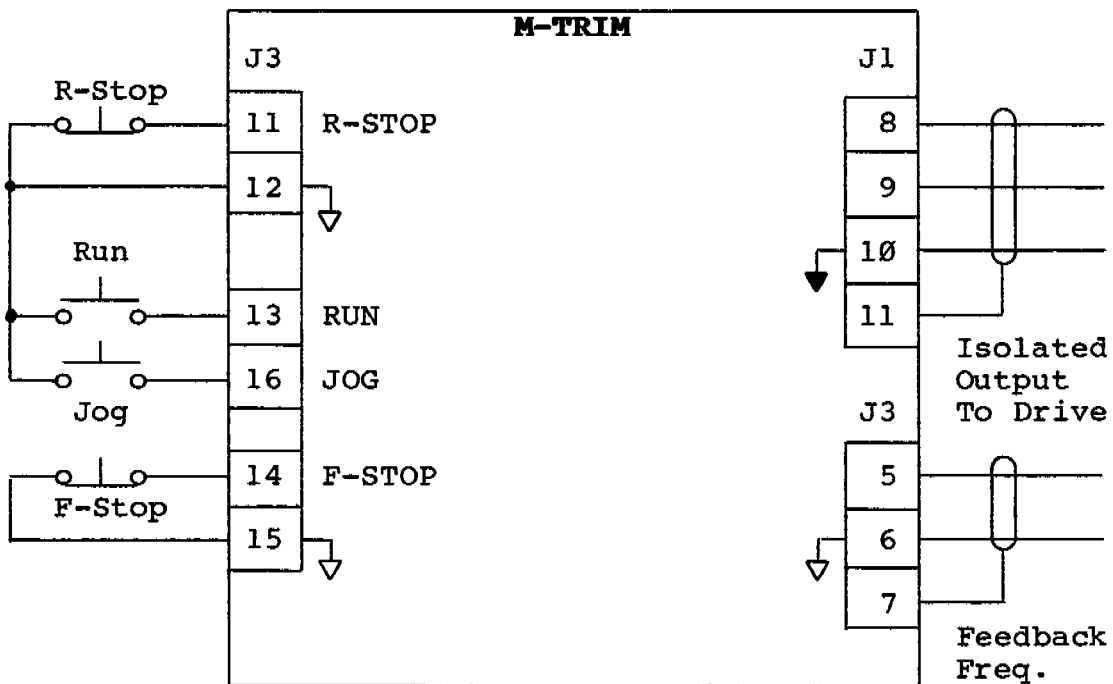 M-TRIM
J3
R-Stop
11 R-STOP
12
Run
13 RUN
16 JOG
Jog
14 F-STOP
F-Stop
15
J1
8
9
1Ø
11
Isolated
Output
To Drive
J3
5
6
7
Feedback
Freq.